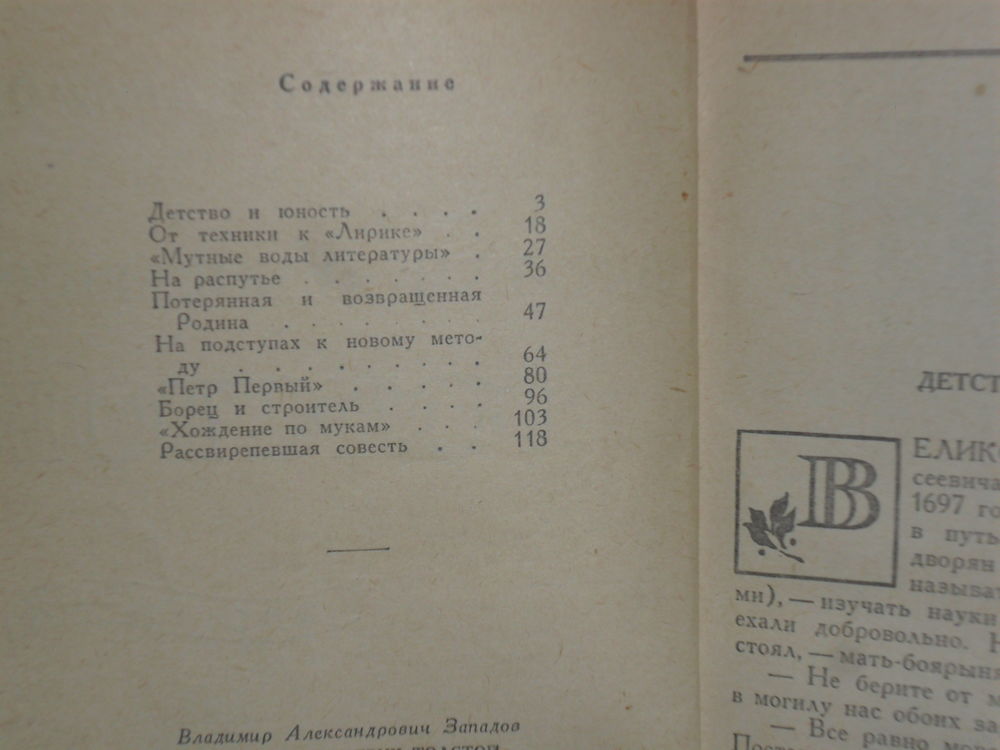 Содержание
Детство и юность . . . . 3
От техники к «Лирике» . . 18
«Мутные воды литературы» . 27
На распутье . . . . . . 36
Потерянная и возвращенная
Родина . . . . . . . 47
На подступах к новому мето-
ду . . . . . . . . . 64
«Петр Первый» . . . . . 80
Борец и строитель . . . . 96
«Хождение по мукам» . . . 103
Рассвирепевшая совесть . . 118
Владимир Александрович Западов
ТОЛСТОЙ
ДЕТСТ
В
ЕЛИК
сеевича
1697 го
в путь
дворян
называ
ми), — изучать науки
ехали добровольно. Н
стоял, — мать-боярыня
— Не берите от м
в могилу нас обоих за
— Все равно